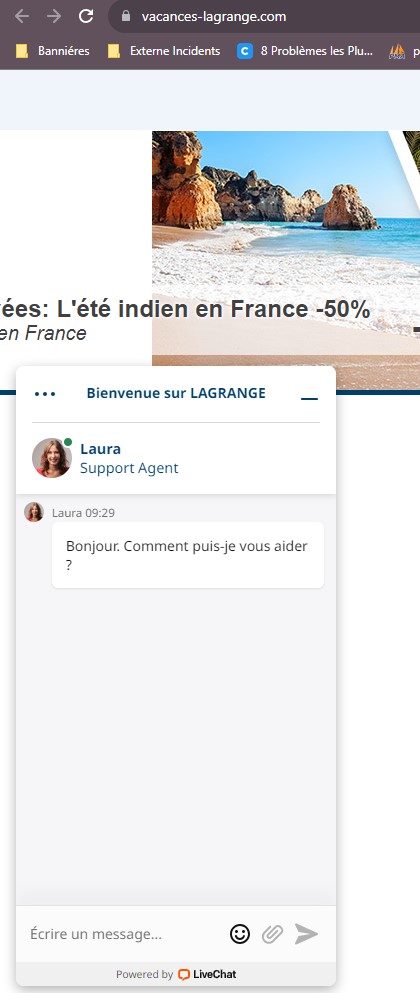 vacances-lagrange.com
Banniéres
Externe Incidents
8 Problèmes les Plu...
vées: L'été indien en France -50%
en France
Bienvenue sur LAGRANGE
Laura
Support Agent
Laura 09:29
Bonjour. Comment puis-je vous aider
?
Écrire un message...
Powered by LiveChat